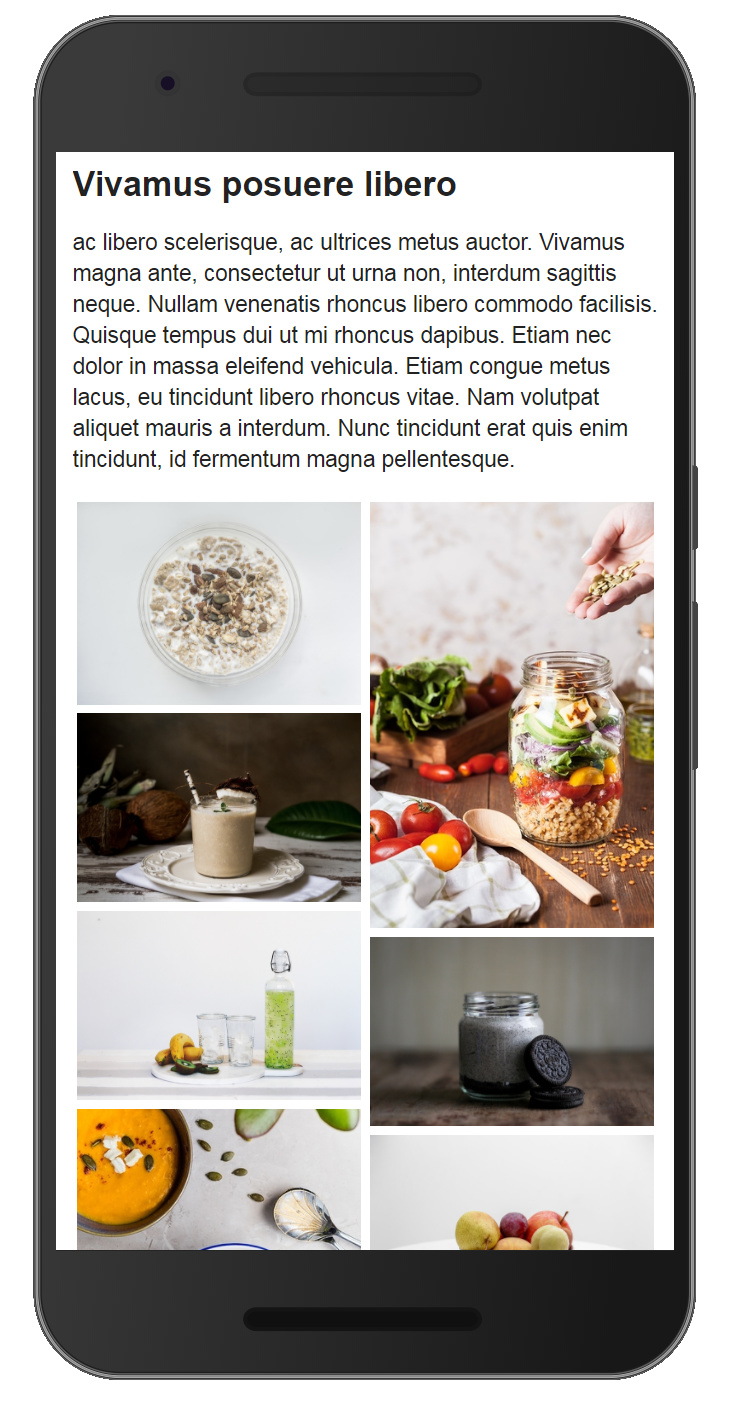 Vivamus posuere libero
ac libero scelerisque, ac ultrices metus auctor. Vivamus
magna ante, consectetur ut urna non, interdum sagittis
neque. Nullam venenatis rhoncus libero commodo facilisis.
Quisque tempus dui ut mi rhoncus dapibus. Etiam nec
dolor in massa eleifend vehicula. Etiam congue metus
lacus, eu tincidunt libero rhoncus vitae. Nam volutpat
aliquet mauris a interdum. Nunc tincidunt erat quis enim
tincidunt, id fermentum magna pellentesque.